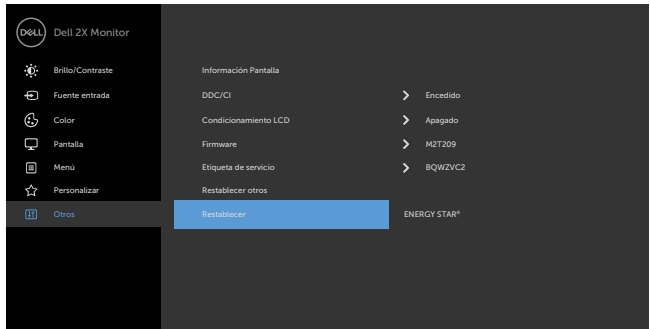 DELL Dell 2X Monitor
Brillo/Contraste Información Pantalla
Fuente entrada DDC/CI Encedido
Color Condicionamiento LCD Apagado
Pantalla Firmware M2T209
Menú Etiqueta de servicio BQWZVC2
Personalizar Restablecer otros
Otros Restablecer ENERGY STAR®